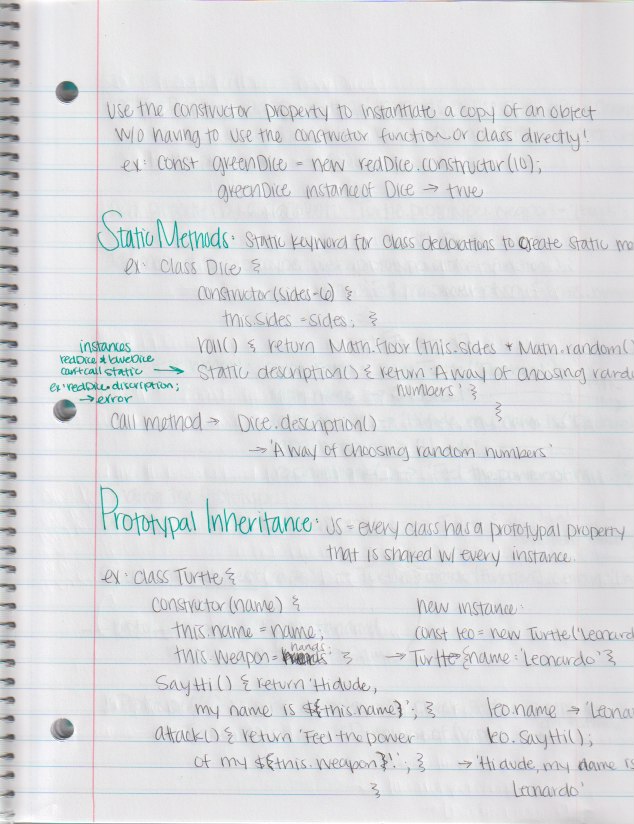 Use the constructor property to instantiate a copy of an object
w/o having to use the constructor function or class directly!
ex: const greenDice = new redDice.constructor(10);
greenDice instanceof Dice → true
Static Methods: static keyword for class declarations to create static
ex: class Dice {
constructor(sides=6) {
this.sides = sides; }
roll() { return Math.floor(this.sides * Math.random()
instances
redDice * blueDice
can't call static →
ex: redDice.discription;
→ error
Static description() { return 'A way of choosing
numbers' }
}
Call method → Dice.description()
→ 'A way of choosing random numbers'
Prototypal Inheritance: JS = every class has a prototypal property
that is shared w/ every instance.
ex: class Turtle {
constructor(name) {
this.name = name;
this.weapon = hands; }
SayHi() { return 'Hi dude,
my name is ${this.name}'; }
attack() { return 'Feel the power
of my ${this.weapon}!'; }
}
new instance:
const leo = new Turtle('Leonard
→ Turtle {name: 'Leonardo'}
leo.name → 'Leona
leo.SayHi();
→ 'Hi dude, my name is
Leonardo'